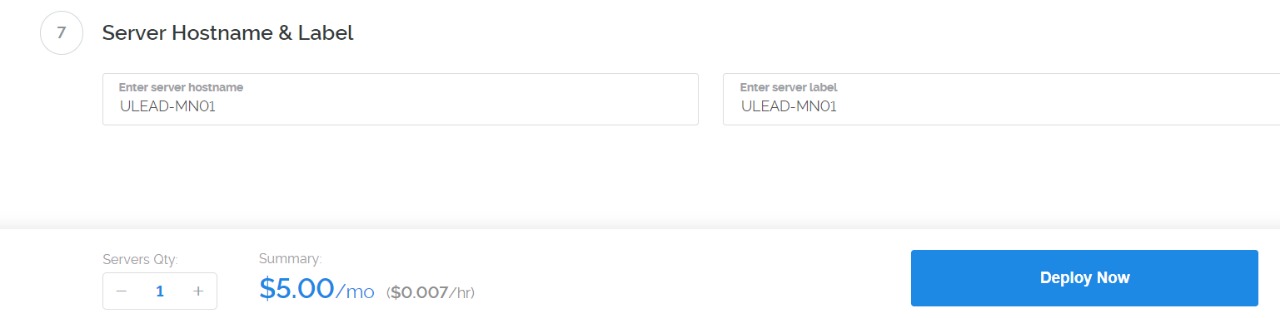 7
Server Hostname & Label
Enter server hostname
ULEAD-MN01
Enter server label
ULEAD-MN01
Servers Qty:
− 1 +
Summary:
$5.00/mo ($0.007/hr)
Deploy Now